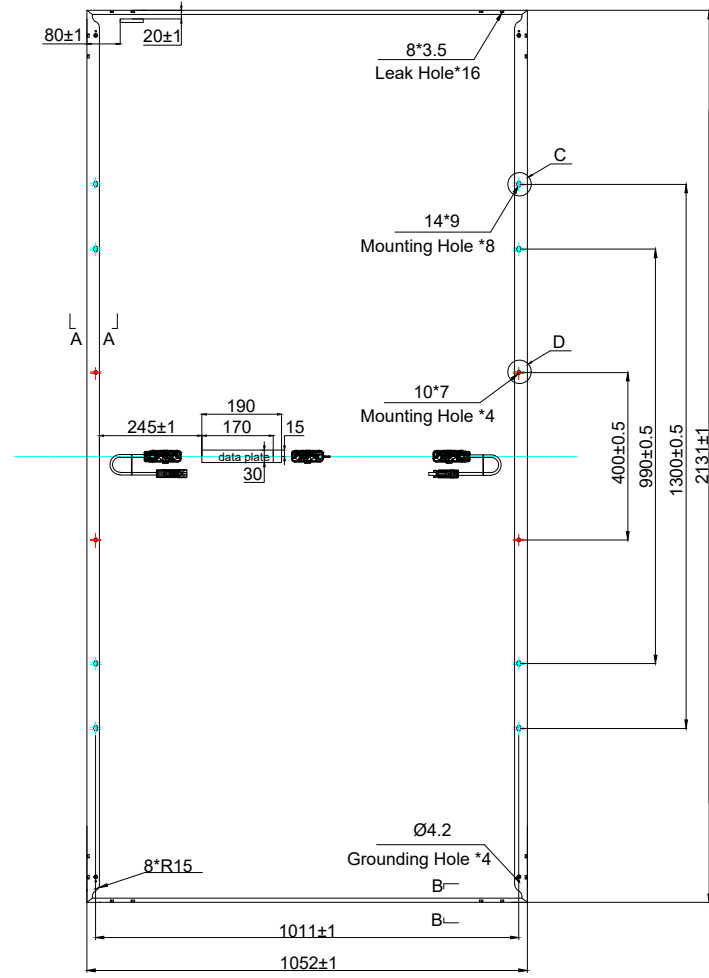 80±1
20±1
8*3.5
Leak Hole*16
C
14*9
Mounting Hole *8
A A
D
10*7
Mounting Hole *4
190
245±1
170
15
data plate
30
400±0.5
990±0.5
1300±0.5
2131±1
Ø4.2
Grounding Hole *4
8*R15
B
B
1011±1
1052±1